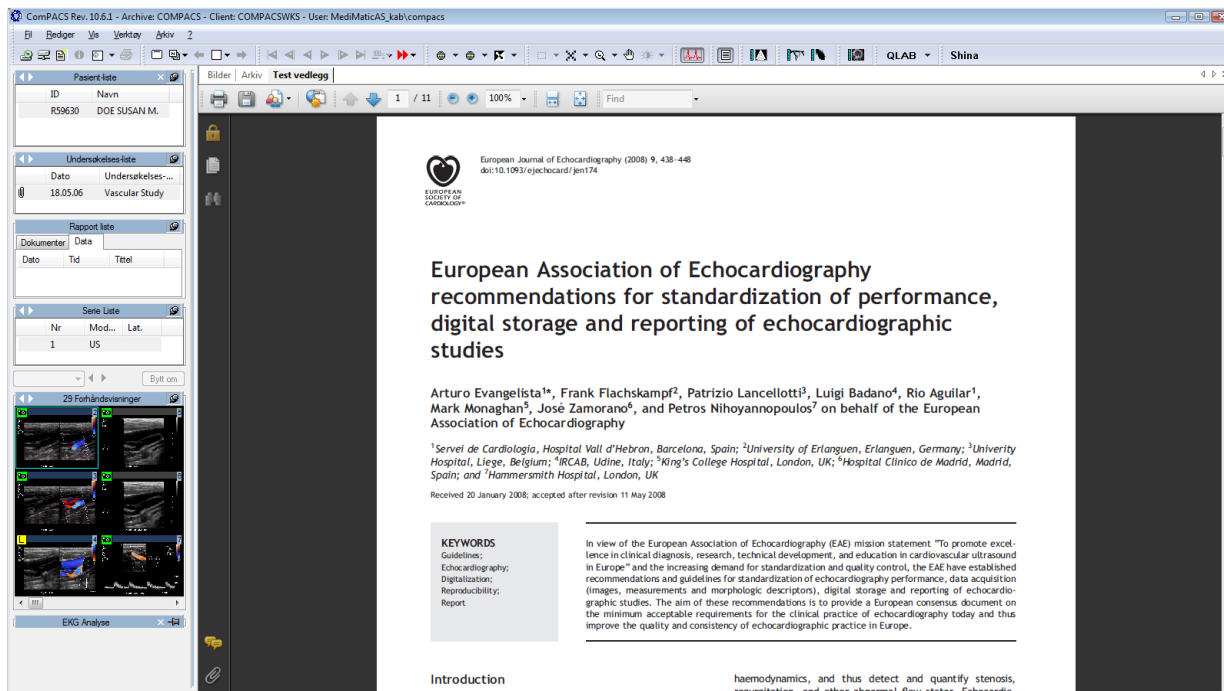 ComPACS Rev. 10.6.1 - Archive: COMPACS - Client: COMPACSWKS - User: MediMaticAS_kab\compacs
Fil Rediger Vis Verktøy Arkiv ?
QLAB Shina
Pasient-liste
ID Navn
R59630 DOE SUSAN M.
Undersøkelses-liste
Dato Undersøkelses-...
18.05.06 Vascular Study
Rapport liste
Dokumenter Data
Dato Tid Tittel
Serie Liste
Nr Mod... Lat.
1 US
Bytt om
29 Forhåndsvisninger
EKG Analyse
Bilder Arkiv Test vedlegg
1 / 11 100% Find
EUROPEAN
SOCIETY OF
CARDIOLOGY®
European Journal of Echocardiography (2008) 9, 438–448
doi:10.1093/ejechocard/jen174
European Association of Echocardiography
recommendations for standardization of performance,
digital storage and reporting of echocardiographic
studies
Arturo Evangelista1*, Frank Flachskampf2, Patrizio Lancellotti3, Luigi Badano4, Rio Aguilar1,
Mark Monaghan5, José Zamorano6, and Petros Nihoyannopoulos7 on behalf of the European
Association of Echocardiography
1Servei de Cardiologia, Hospital Vall d'Hebron, Barcelona, Spain; 2University of Erlanguen, Erlanguen, Germany; 3Univerity
Hospital, Liege, Belgium; 4IRCAB, Udine, Italy; 5King's College Hospital, London, UK; 6Hospital Clinico de Madrid, Madrid,
Spain; and 7Hammersmith Hospital, London, UK
Received 20 January 2008; accepted after revision 11 May 2008
KEYWORDS
Guidelines;
Echocardiography;
Digitalization;
Reproducibility;
Report
In view of the European Association of Echocardiography (EAE) mission statement "To promote excel-
lence in clinical diagnosis, research, technical development, and education in cardiovascular ultrasound
in Europe" and the increasing demand for standardization and quality control, the EAE have established
recommendations and guidelines for standardization of echocardiography performance, data acquisition
(images, measurements and morphologic descriptors), digital storage and reporting of echocardio-
graphic studies. The aim of these recommendations is to provide a European consensus document on
the minimum acceptable requirements for the clinical practice of echocardiography today and thus
improve the quality and consistency of echocardiographic practice in Europe.
Introduction
haemodynamics, and thus detect and quantify stenosis,
regurgitation, and other abnormal flow states. Echocardio-